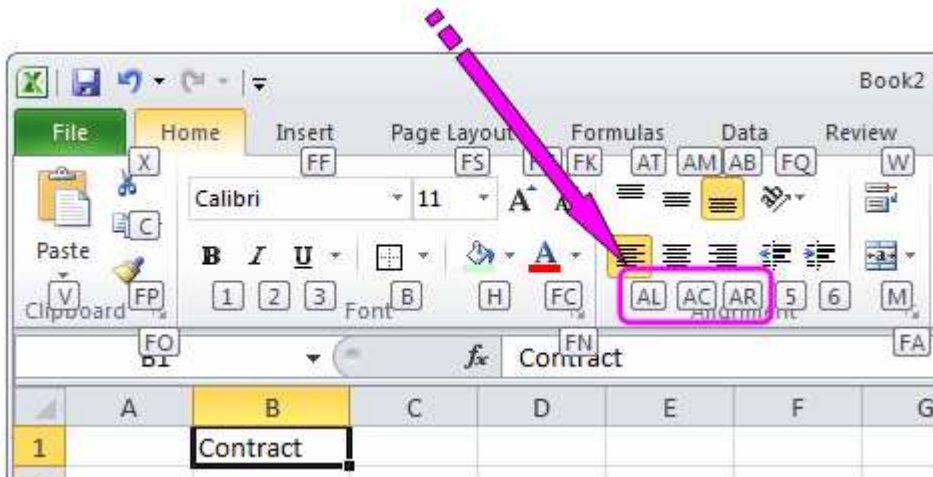 Book2
File Home Insert Page Layout Formulas Data Review
X FF FS FK AT AM AB FQ W
Calibri 11 A
C
Paste B I U A
V FP 1 2 3 B H FC AL AC AR 5 6 M
Clipboard Font Alignment
FO FN FA
B1 fx Contract
A B C D E F G
1 Contract